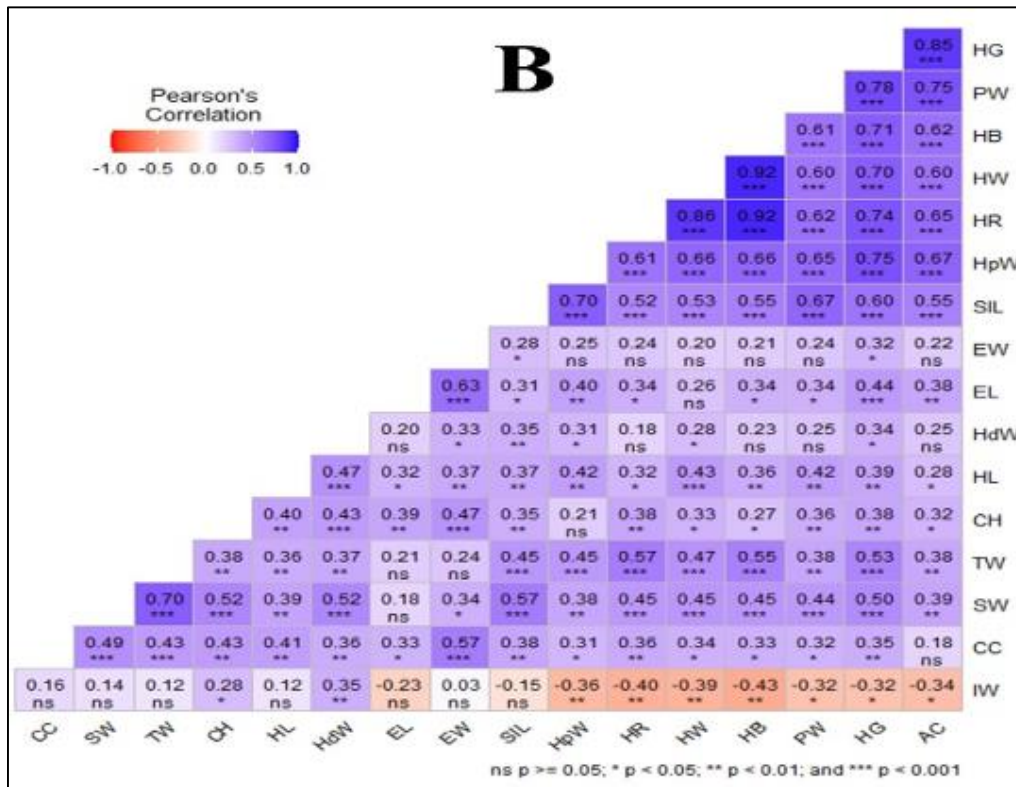 B
Pearson's
Correlation
-1.0 -0.5 0.0 0.5 1.0
0.85 HG
***
0.78 0.75 PW
*** ***
0.61 0.71 0.62 HB
*** *** ***
0.92 0.60 0.70 0.60 HW
*** *** *** ***
0.86 0.92 0.62 0.74 0.65 HR
*** *** *** *** ***
0.61 0.66 0.66 0.65 0.75 0.67 HpW
*** *** *** *** *** ***
0.70 0.52 0.53 0.55 0.67 0.60 0.55 SIL
*** *** *** *** *** *** ***
0.28 0.25 0.24 0.20 0.21 0.24 0.32 0.22 EW
* ns ns ns ns ns * ns
0.63 0.31 0.40 0.34 0.26 0.34 0.34 0.44 0.38 EL
*** * ** * ns * * *** **
0.20 0.33 0.35 0.31 0.18 0.28 0.23 0.25 0.34 0.25 HdW
ns * ** * ns * ns ns * ns
0.47 0.32 0.37 0.37 0.42 0.32 0.43 0.36 0.42 0.39 0.28 HL
*** * ** ** ** * *** ** ** ** *
0.40 0.43 0.39 0.47 0.35 0.21 0.38 0.33 0.27 0.36 0.38 0.32 CH
** *** ** *** ** ns ** * * ** ** *
0.38 0.36 0.37 0.21 0.24 0.45 0.45 0.57 0.47 0.55 0.38 0.53 0.38 TW
** ** ** ns ns *** *** *** *** *** ** *** **
0.70 0.52 0.39 0.52 0.18 0.34 0.57 0.38 0.45 0.45 0.45 0.44 0.50 0.39 SW
*** *** ** *** ns * *** ** *** *** *** *** *** **
0.49 0.43 0.43 0.41 0.36 0.33 0.57 0.38 0.31 0.36 0.34 0.33 0.32 0.35 0.18 CC
*** *** ** ** ** * *** ** * ** * * * ** ns
0.16 0.14 0.12 0.28 0.12 0.35 -0.23 0.03 -0.15 -0.36 -0.40 -0.39 -0.43 -0.32 -0.32 -0.34 IW
ns ns ns * ns ** ns ns ns ** ** ** ** * * *
CC SW TW CH HL HdW EL EW SIL HpW HR HW HB PW HG AC
ns p >= 0.05; * p < 0.05; ** p < 0.01; and *** p < 0.001